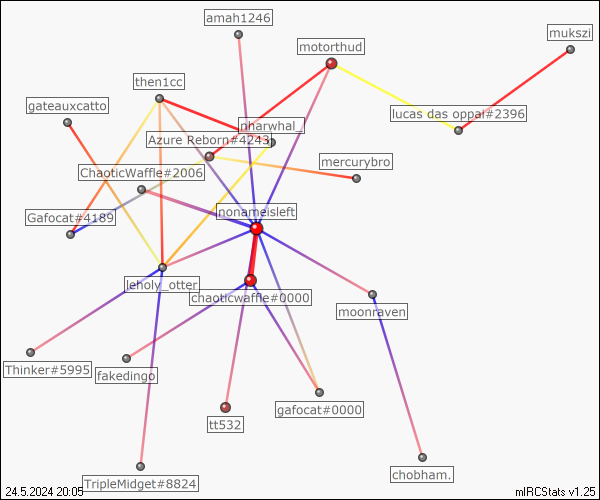 amah1246
mukszi
motorthud
then1cc
gateauxcatto
lucas das oppai#2396
nharwhal_
Azure Reborn#4243
mercurybro
ChaoticWaffle#2006
nonameisleft
Gafocat#4189
leholy_otter
chaoticwaffle#0000
moonraven
Thinker#5995
fakedingo
gafocat#0000
tt532
chobham.
TripleMidget#8824
24.5.2024 20:05
mIRCStats v1.25